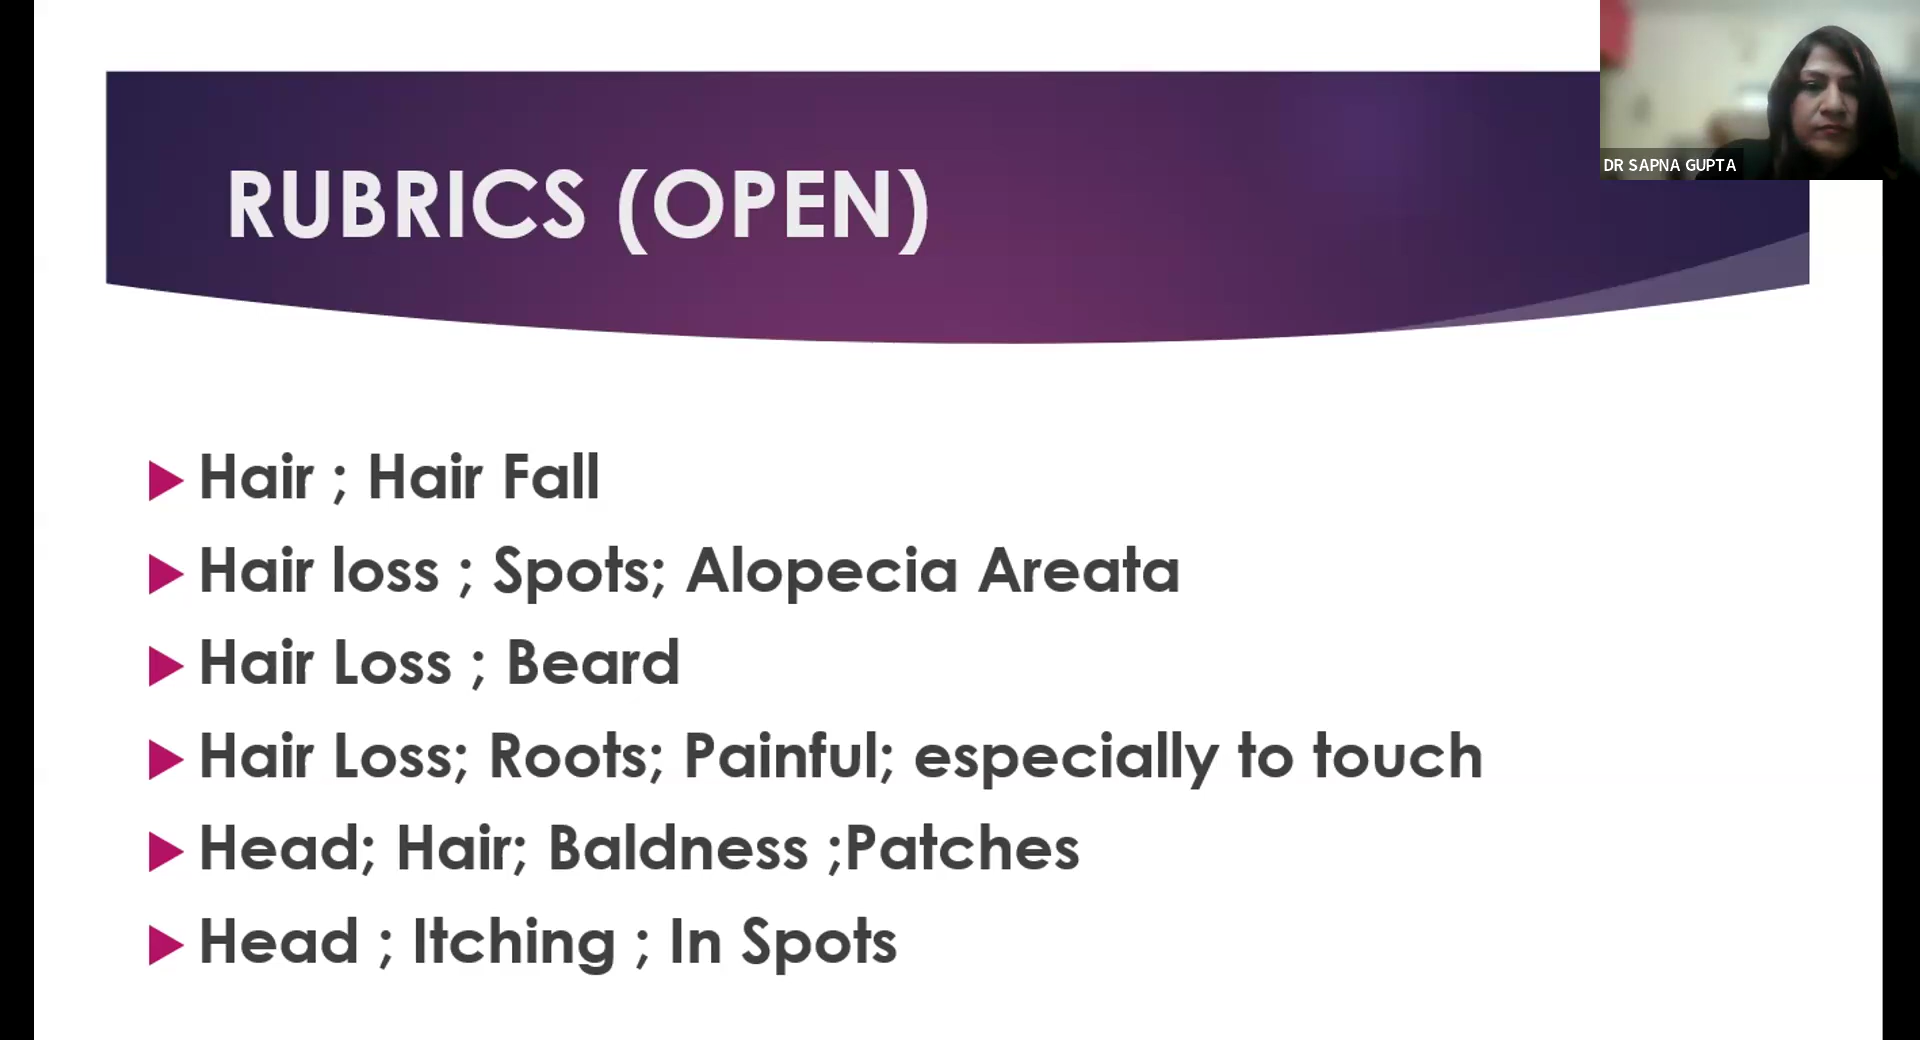 RUBRICS (OPEN)
DR SAPNA GUPTA
Hair ; Hair Fall
Hair loss ; Spots; Alopecia Areata
Hair Loss ; Beard
Hair Loss; Roots; Painful; especially to touch
Head; Hair; Baldness ;Patches
Head ; Itching ; In Spots